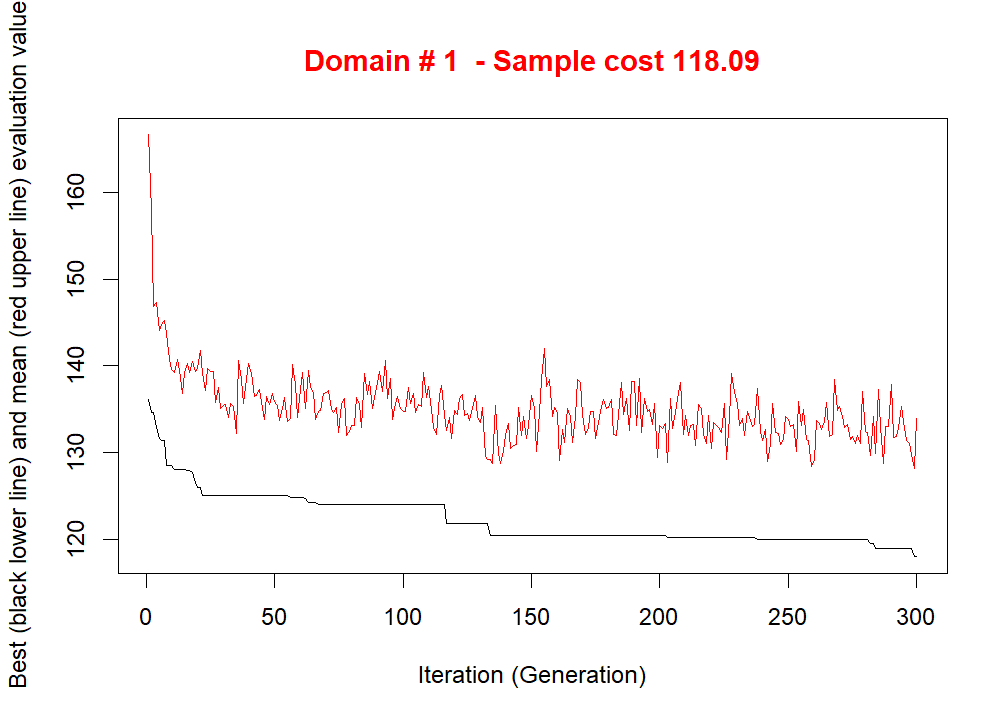 Domain # 1  - Sample cost 118.09
Best (black lower line) and mean (red upper line) evaluation value
160
150
140
130
120
0 50 100 150 200 250 300
Iteration (Generation)